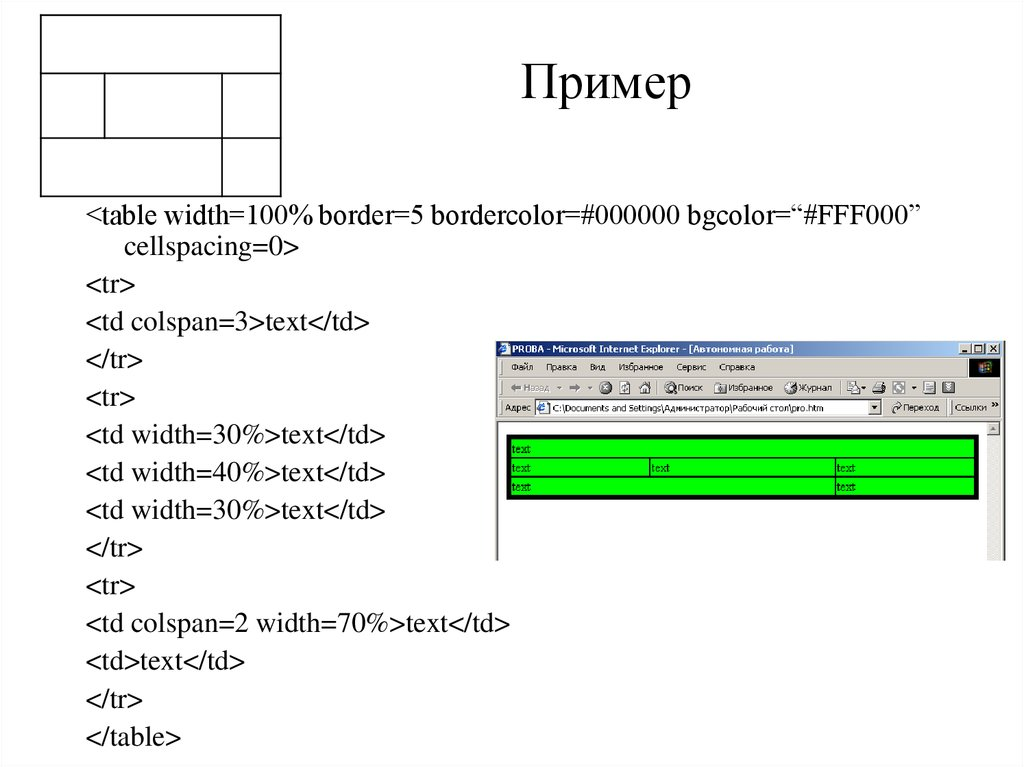 Пример
<table width=100% border=5 bordercolor=#000000 bgcolor=“#FFF000”
cellspacing=0>
<tr>
<td colspan=3>text</td>
</tr>
<tr>
<td width=30%>text</td>
<td width=40%>text</td>
<td width=30%>text</td>
</tr>
<tr>
<td colspan=2 width=70%>text</td>
<td>text</td>
</tr>
</table>
PROBA - Microsoft Internet Explorer - [Автономная работа]
Файл Правка Вид Избранное Сервис Справка
Назад Поиск Избранное Журнал
Адрес C:\Documents and Settings\Администратор\Рабочий стол\pro.htm Переход Ссылки »
text
text text text
text text